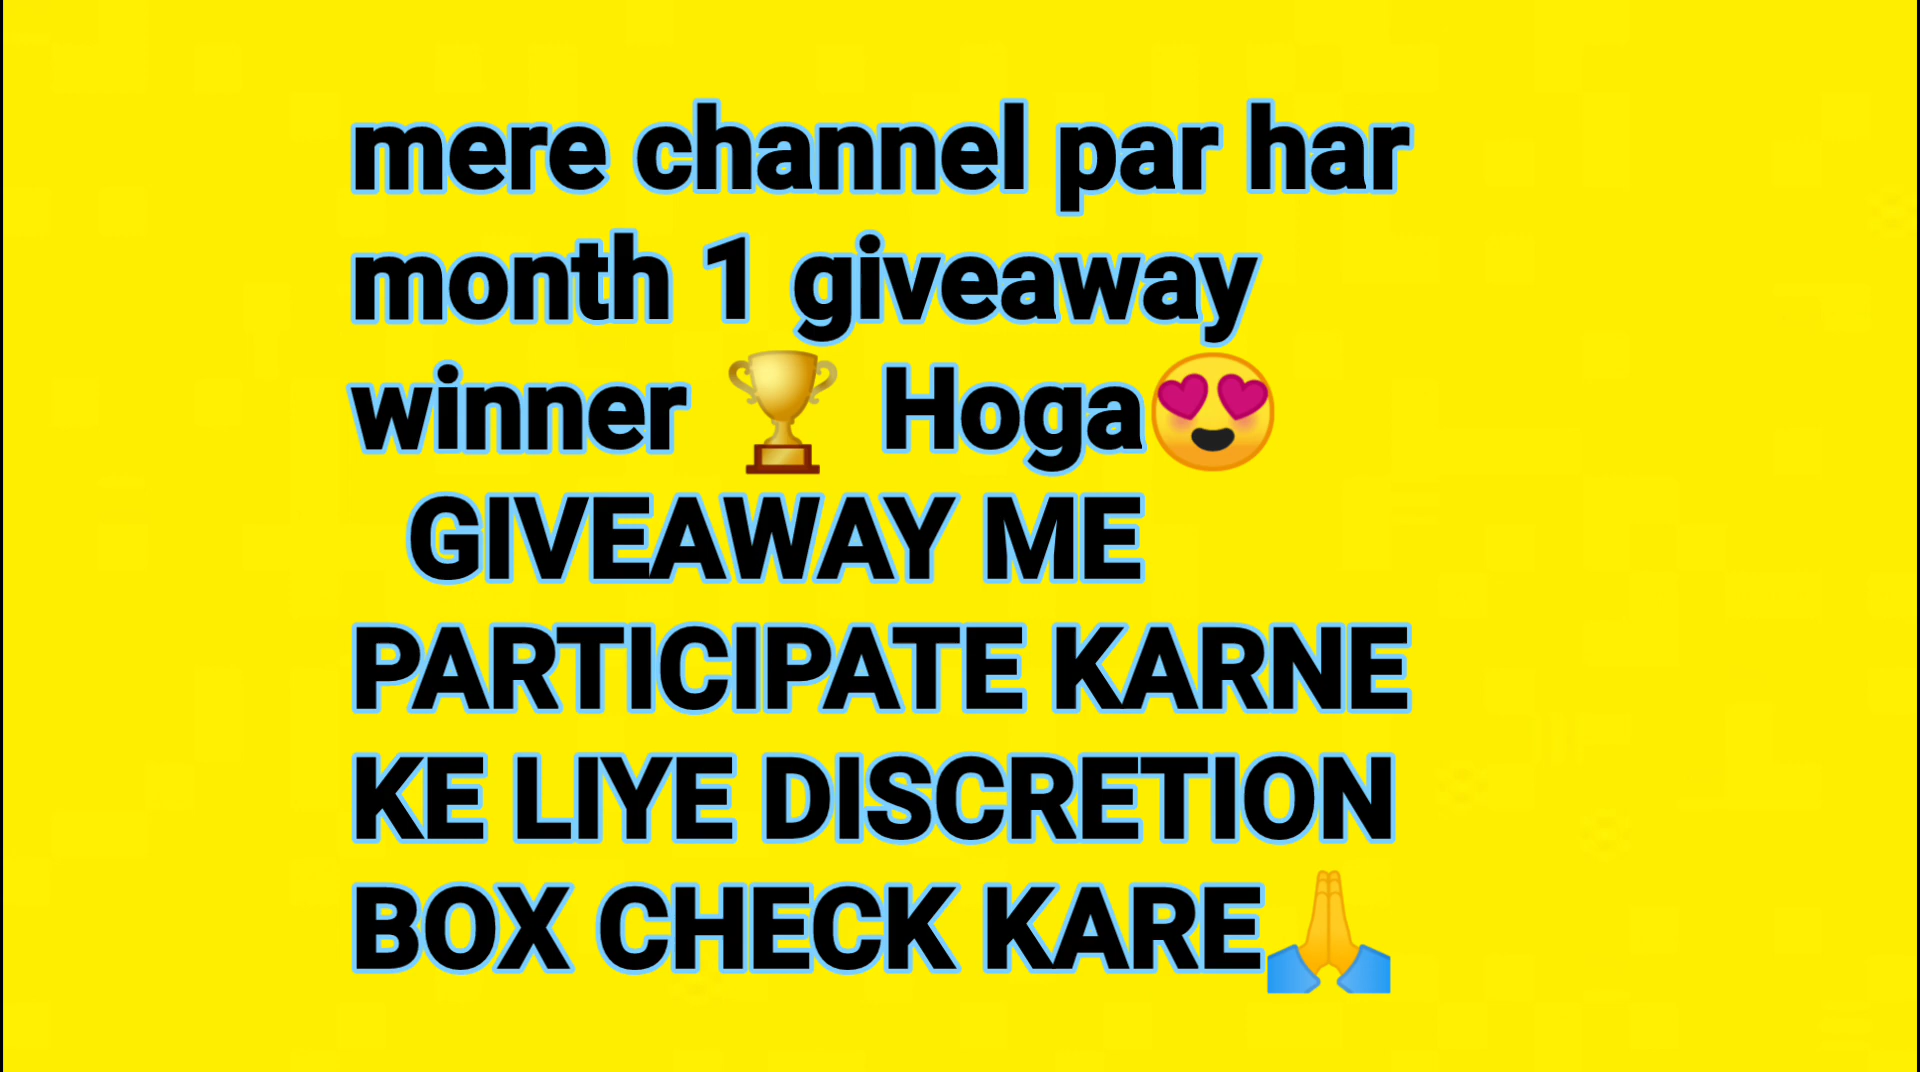 mere channel par har
month 1 giveaway
winner 🏆 Hoga😍
GIVEAWAY ME
PARTICIPATE KARNE
KE LIYE DISCRETION
BOX CHECK KARE🙏